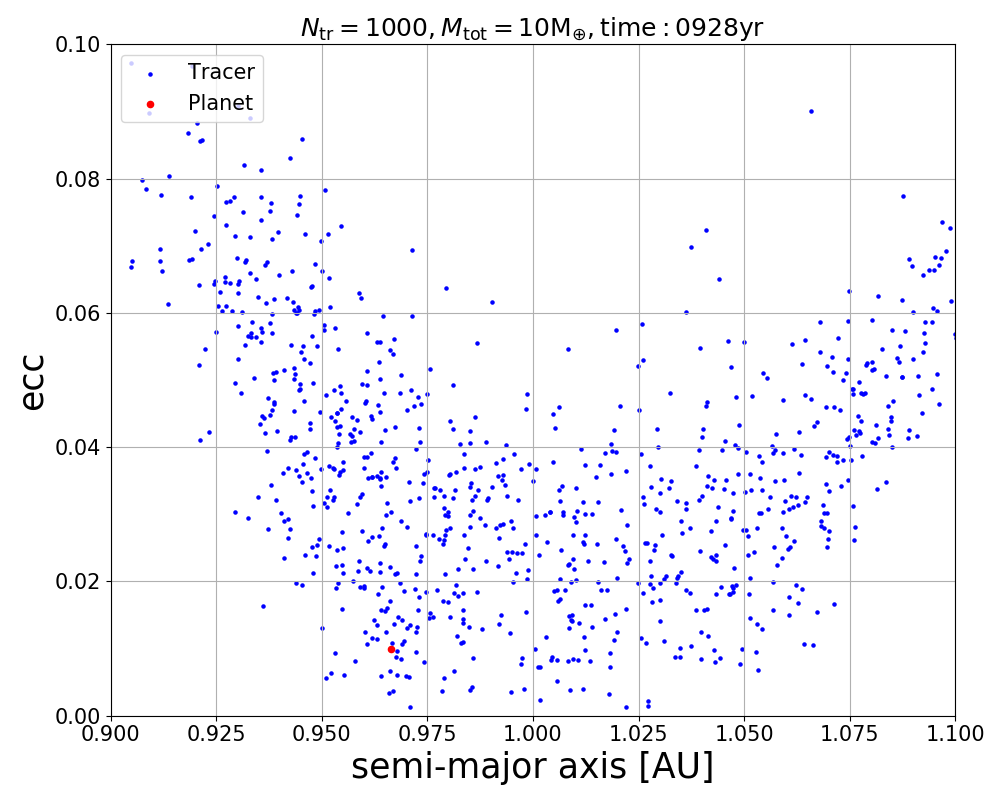 N_tr = 1000, M_tot = 10M_⊕, time : 0928yr
Tracer
Planet
0.10
0.08
0.06
0.04
0.02
0.00
ecc
0.900 0.925 0.950 0.975 1.000 1.025 1.050 1.075 1.100
semi-major axis [AU]